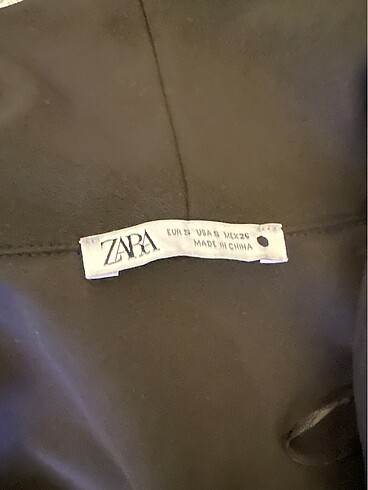 ZARA
EUR S USA S MEX 26
MADE IN CHINA